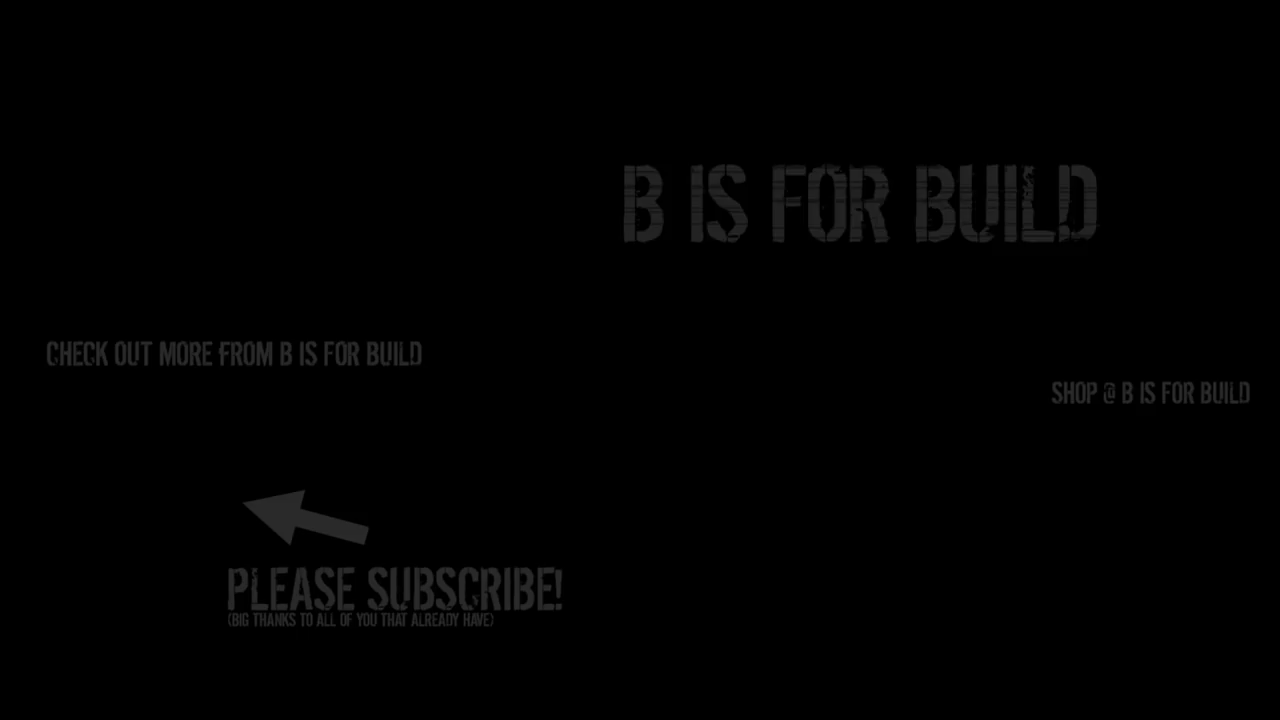 B IS FOR BUILD
CHECK OUT MORE FROM B IS FOR BUILD
SHOP @ B IS FOR BUILD
PLEASE SUBSCRIBE!
(BIG THANKS TO ALL OF YOU THAT ALREADY HAVE)